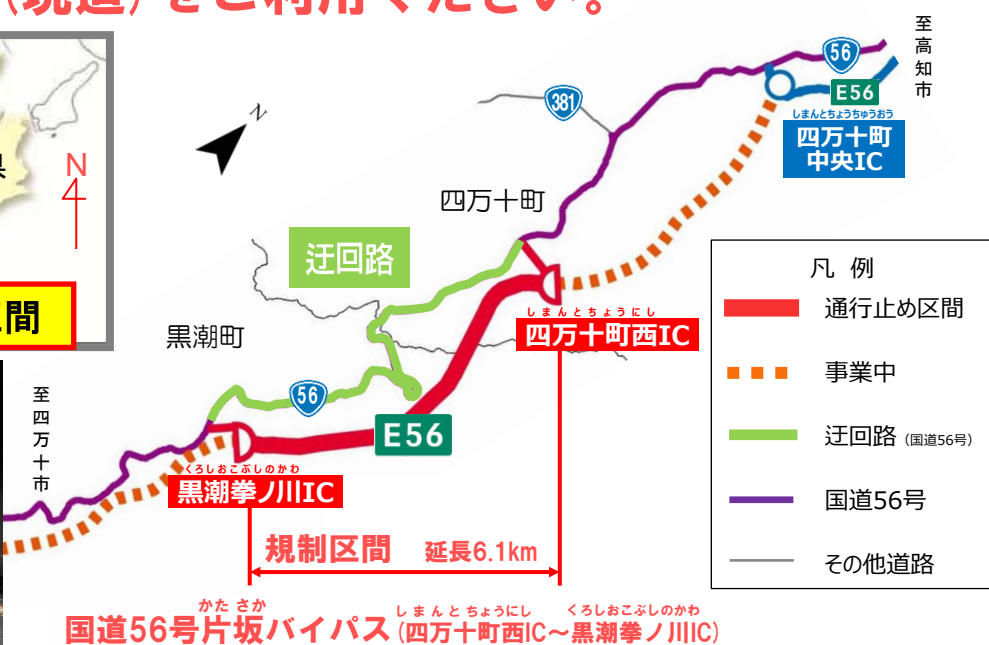 (現道)をご利用ください。
至高知市
56
E56
381
しまんとちょうちゅうおう
四万十町
中央IC
N
県
N
四万十町
迂回路
凡 例
通行止め区間
間
黒潮町
しまんとちょうにし
四万十町西IC
事業中
至四万十市
56
E56
迂回路 (国道56号)
くろしおこぶしのかわ
黒潮拳ノ川IC
国道56号
規制区間 延長6.1km
その他道路
かたさか しまんとちょうにし くろしおこぶしのかわ
国道56号片坂バイパス(四万十町西IC～黒潮拳ノ川IC)